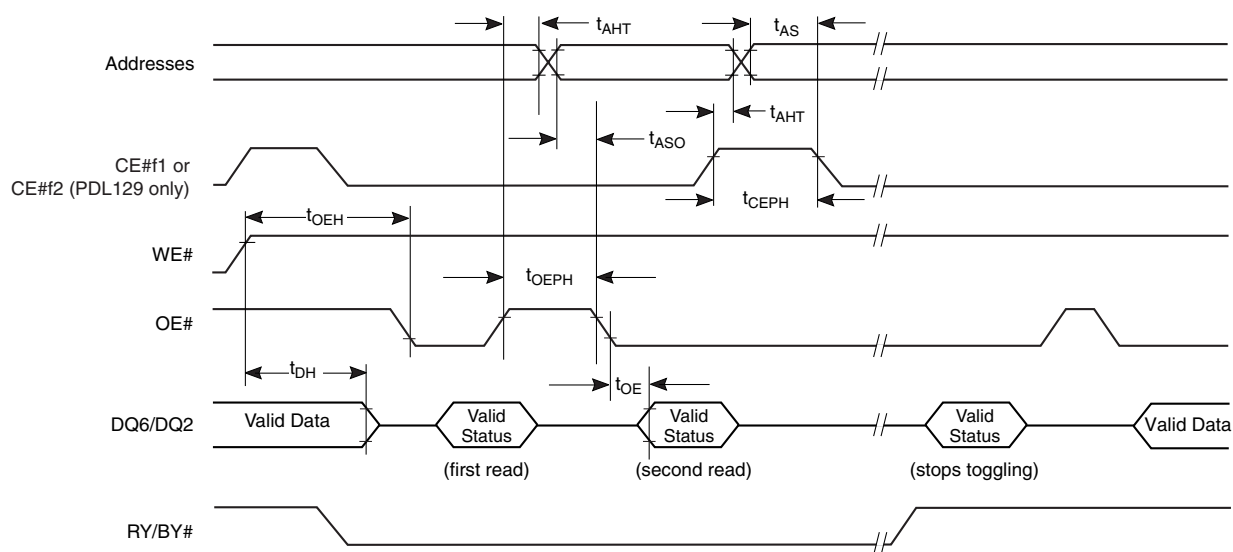 tAHT
tAS
Addresses
tAHT
tASO
CE#f1 or
CE#f2 (PDL129 only)
tCEPH
tOEH
WE#
tOEPH
OE#
tDH
tOE
DQ6/DQ2
Valid Data
Valid
Status
Valid
Status
Valid
Status
Valid Data
(first read)
(second read)
(stops toggling)
RY/BY#